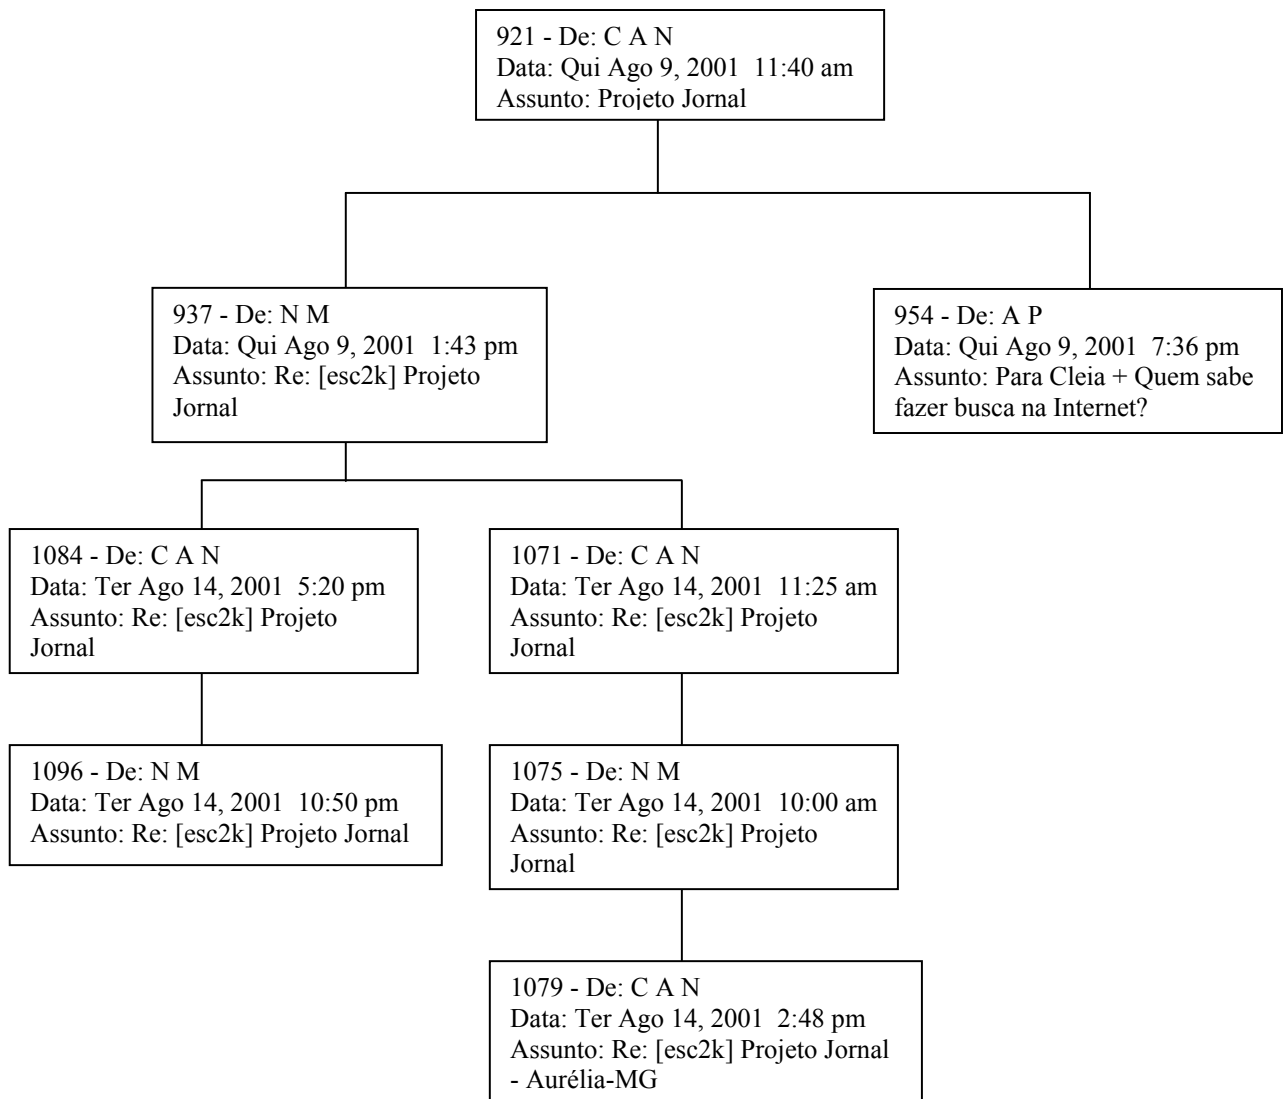 921 - De: C A N
Data: Qui Ago 9, 2001  11:40 am
Assunto: Projeto Jornal
937 - De: N M
Data: Qui Ago 9, 2001  1:43 pm
Assunto: Re: [esc2k] Projeto
Jornal
954 - De: A P
Data: Qui Ago 9, 2001  7:36 pm
Assunto: Para Cleia + Quem sabe
fazer busca na Internet?
1084 - De: C A N
Data: Ter Ago 14, 2001  5:20 pm
Assunto: Re: [esc2k] Projeto
Jornal
1071 - De: C A N
Data: Ter Ago 14, 2001  11:25 am
Assunto: Re: [esc2k] Projeto
Jornal
1096 - De: N M
Data: Ter Ago 14, 2001  10:50 pm
Assunto: Re: [esc2k] Projeto Jornal
1075 - De: N M
Data: Ter Ago 14, 2001  10:00 am
Assunto: Re: [esc2k] Projeto
Jornal
1079 - De: C A N
Data: Ter Ago 14, 2001  2:48 pm
Assunto: Re: [esc2k] Projeto Jornal
- Aurélia-MG